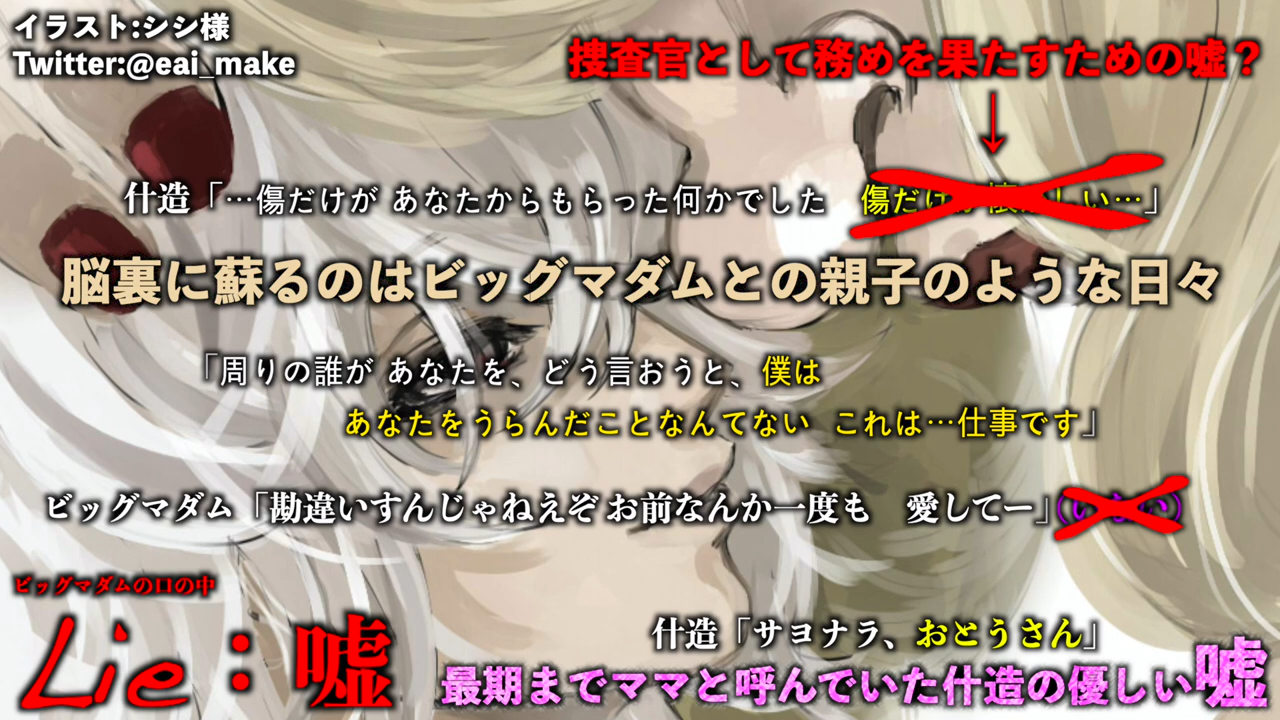 イラスト:シシ様
Twitter:@eai_make
捜査官として務めを果たすための嘘？
↓
什造「…傷だけが あなたからもらった何かでした　傷だけが懐かしい…」
脳裏に蘇るのはビッグマダムとの親子のような日々
「周りの誰が あなたを、どう言おうと、僕は
あなたをうらんだことなんてない これは…仕事です」
ビッグマダム「勘違いすんじゃねえぞ お前なんか一度も　愛してー」
ビッグマダムの口の中
Lie：嘘
什造「サヨナラ、おとうさん」
最期までママと呼んでいた什造の優しい嘘